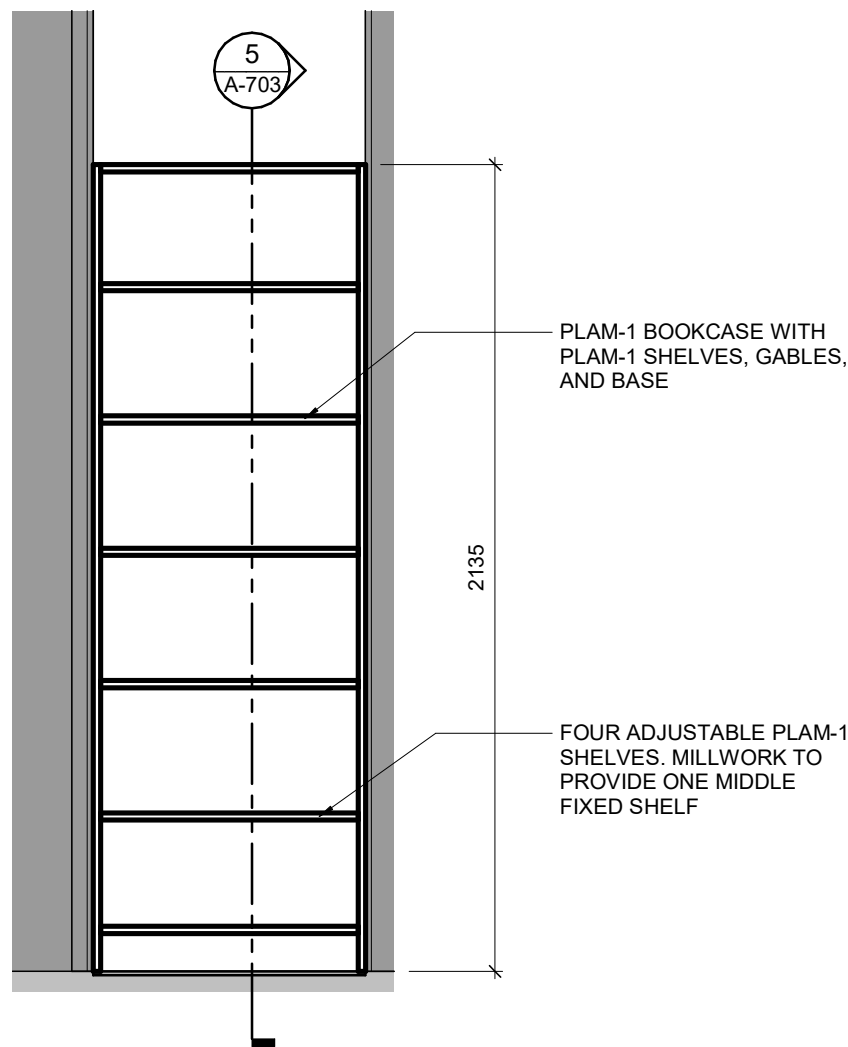 5
A-703
PLAM-1 BOOKCASE WITH
PLAM-1 SHELVES, GABLES,
AND BASE
2135
FOUR ADJUSTABLE PLAM-1
SHELVES. MILLWORK TO
PROVIDE ONE MIDDLE
FIXED SHELF